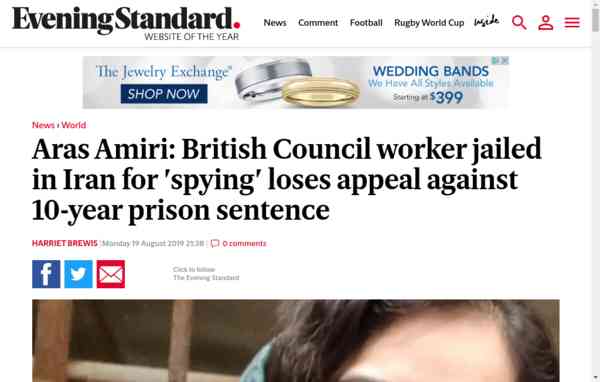 Evening Standard.
WEBSITE OF THE YEAR
News Comment Football Rugby World Cup Inside
The Jewelry Exchange®
SHOP NOW
WEDDING BANDS
We Have All Styles Available
Starting at $399
News › World
Aras Amiri: British Council worker jailed
in Iran for 'spying' loses appeal against
10-year prison sentence
HARRIET BREWIS | Monday 19 August 2019 21:38 | 0 comments
Click to follow
The Evening Standard